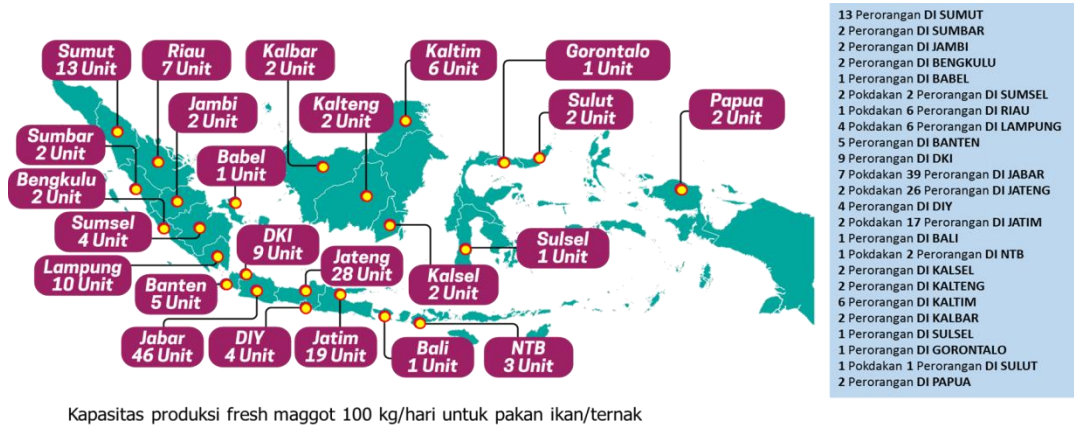 Sumut
13 Unit
Riau
7 Unit
Kalbar
2 Unit
Kaltim
6 Unit
Gorontalo
1 Unit
Jambi
2 Unit
Kalteng
2 Unit
Sulut
2 Unit
Papua
2 Unit
Sumbar
2 Unit
Babel
1 Unit
Bengkulu
2 Unit
Sumsel
4 Unit
DKI
9 Unit
Sulsel
1 Unit
Lampung
10 Unit
Jateng
28 Unit
Kalsel
2 Unit
Banten
5 Unit
Jabar
46 Unit
DIY
4 Unit
Jatim
19 Unit
Bali
1 Unit
NTB
3 Unit
Kapasitas produksi fresh maggot 100 kg/hari untuk pakan ikan/ternak
13 Perorangan DI SUMUT
2 Perorangan DI SUMBAR
2 Perorangan DI JAMBI
2 Perorangan DI BENGKULU
1 Perorangan DI BABEL
2 Pokdakan 2 Perorangan DI SUMSEL
1 Pokdakan 6 Perorangan DI RIAU
4 Pokdakan 6 Perorangan DI LAMPUNG
5 Perorangan DI BANTEN
9 Perorangan DI DKI
7 Pokdakan 39 Perorangan DI JABAR
2 Pokdakan 26 Perorangan DI JATENG
4 Perorangan DI DIY
2 Pokdakan 17 Perorangan DI JATIM
1 Perorangan DI BALI
1 Pokdakan 2 Perorangan DI NTB
2 Perorangan DI KALSEL
2 Perorangan DI KALTENG
6 Perorangan DI KALTIM
2 Perorangan DI KALBAR
1 Perorangan DI SULSEL
1 Perorangan DI GORONTALO
1 Pokdakan 1 Perorangan DI SULUT
2 Perorangan DI PAPUA